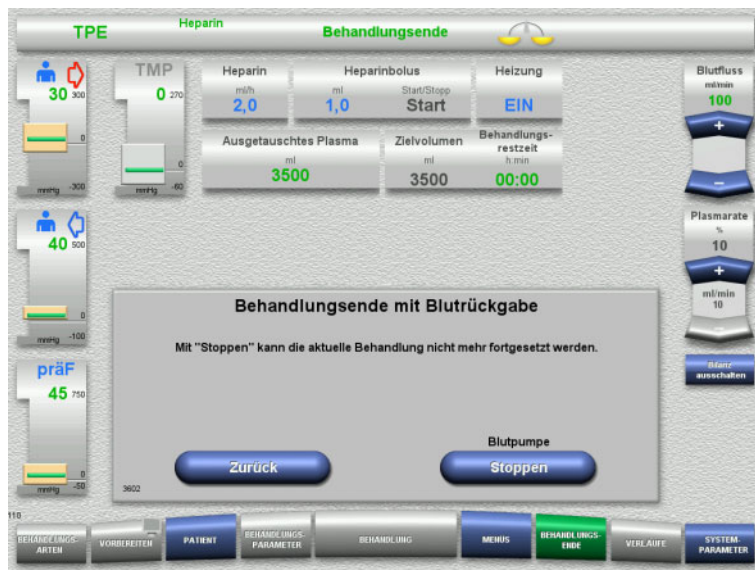 TPE
Heparin
Behandlungsende
30
300
0
mmHg
-300
TMP
0
270
0
mmHg
-60
Heparin
ml/h
2,0
Heparinbolus
ml
1,0
Start/Stopp
Start
Heizung
EIN
Ausgetauschtes Plasma
ml
3500
Zielvolumen
ml
3500
Behandlungs-
restzeit
h:min
00:00
Blutfluss
ml/min
100
+
−
40
500
0
mmHg
-100
Plasmarate
%
10
+
ml/min
10
−
Bilanz
ausschalten
präF
45
750
0
mmHg
-50
Behandlungsende mit Blutrückgabe
Mit "Stoppen" kann die aktuelle Behandlung nicht mehr fortgesetzt werden.
Zurück
Blutpumpe
Stoppen
3602
110
BEHANDLUNGS-
ARTEN
VORBEREITEN
PATIENT
BEHANDLUNGS-
PARAMETER
BEHANDLUNG
MENÜS
BEHANDLUNGS-
ENDE
VERLÄUFE
SYSTEM-
PARAMETER